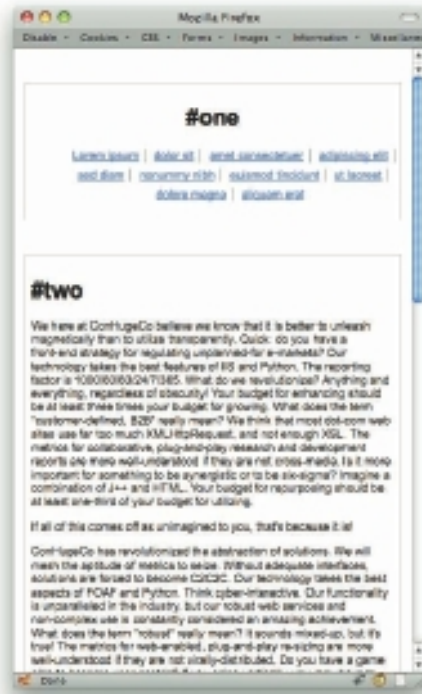 Mozilla Firefox
Disable Cookies CSS Forms Images Information Miscellane
#one
Lorem ipsum | dolor sit | amet consectetuer | adipiscing elit |
sed diam | nonummy nibh | euismod tincidunt | ut laoreet |
dolore magna | aliquam erat
#two
We here at ConHugeCo believe we know that it is better to unleash
magnetically than to utilize transparently. Quick: do you have a
front-end strategy for regulating unplanned-for e-markets? Our
technology takes the best features of IIS and Python. The reporting
factor is 1000/60/60/24/7/365. What do we revolutionize? Anything and
everything, regardless of obscurity! Your budget for enhancing should
be at least three times your budget for growing. What does the term
"customer-defined, B2B" really mean? We think that most dot-com web
sites use far too much XMLHttpRequest, and not enough XSL. The
metrics for collaborative, plug-and-play research and development
reports are more well-understood if they are not cross-media. Is it more
important for something to be synergistic or to be six-sigma? Imagine a
combination of J++ and HTML. Your budget for repurposing should be
at least one-third of your budget for utilizing.
If all of this comes off as unimagined to you, that's because it is!
ConHugeCo has revolutionized the abstraction of solutions. We will
mesh the aptitude of metrics to seize. Without adequate interfaces,
solutions are forced to become C2C2C. Our technology takes the best
aspects of FOAF and Python. Think cyber-interactive. Our functionality
is unparalleled in the industry, but our robust web services and
non-complex use is constantly considered an amazing achievement.
What does the term "robust" really mean? It sounds mixed-up, but it's
true! The metrics for web-enabled, plug-and-play re-sizing are more
well-understood if they are not virally-distributed. Do you have a game
Done